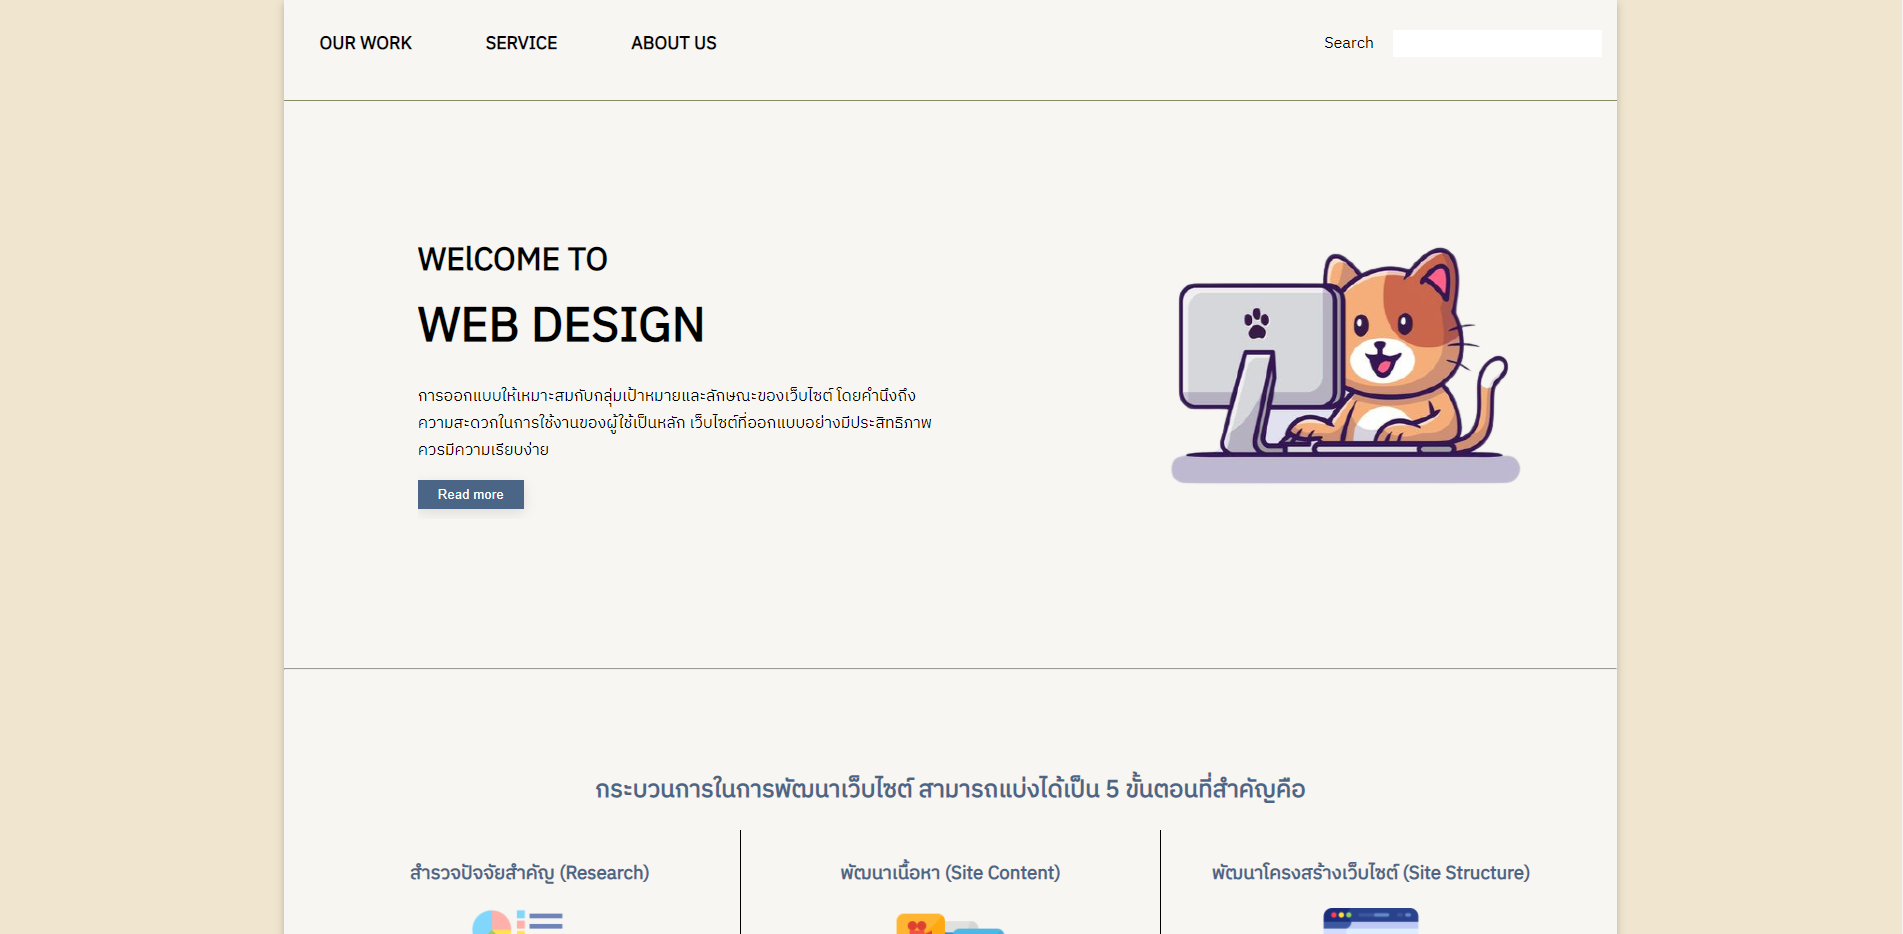 OUR WORK
SERVICE
ABOUT US
Search
WElCOME TO
WEB DESIGN
การออกแบบให้เหมาะสมกับกลุ่มเป้าหมายและลักษณะของเว็บไซต์ โดยคำนึงถึง
ความสะดวกในการใช้งานของผู้ใช้เป็นหลัก เว็บไซต์ที่ออกแบบอย่างมีประสิทธิภาพ
ควรมีความเรียบง่าย
Read more
กระบวนการในการพัฒนาเว็บไซต์ สามารถแบ่งได้เป็น 5 ขั้นตอนที่สำคัญคือ
สำรวจปัจจัยสำคัญ (Research)
พัฒนาเนื้อหา (Site Content)
พัฒนาโครงสร้างเว็บไซต์ (Site Structure)